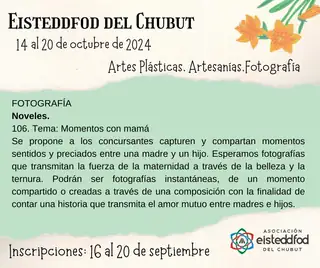 Eisteddfod del Chubut
14 al 20 de octubre de 2024
Artes Plásticas. Artesanías.Fotografía
FOTOGRAFÍA
Noveles.
106. Tema: Momentos con mamá
Se propone a los concursantes capturen y compartan momentos
sentidos y preciados entre una madre y un hijo. Esperamos fotografías
que transmitan la fuerza de la maternidad a través de la belleza y la
ternura. Podrán ser fotografías instantáneas, de un momento
compartido o creadas a través de una composición con la finalidad de
contar una historia que transmita el amor mutuo entre madres e hijos.
Inscripciones: 16 al 20 de septiembre
ASOCIACIÓN
eisteddfod
DEL CHUBUT